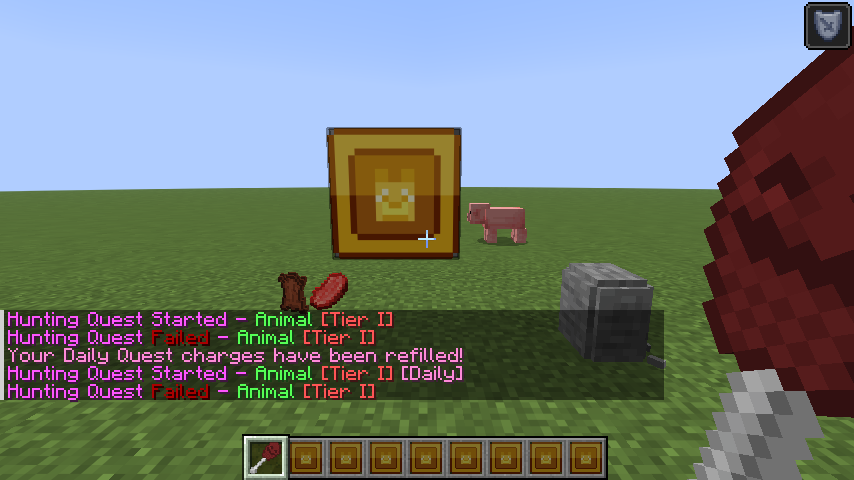 Hunting Quest Started - Animal [Tier I]
Hunting Quest Failed - Animal [Tier I]
Your Daily Quest charges have been refilled!
Hunting Quest Started - Animal [Tier I] [Daily]
Hunting Quest Failed - Animal [Tier I]